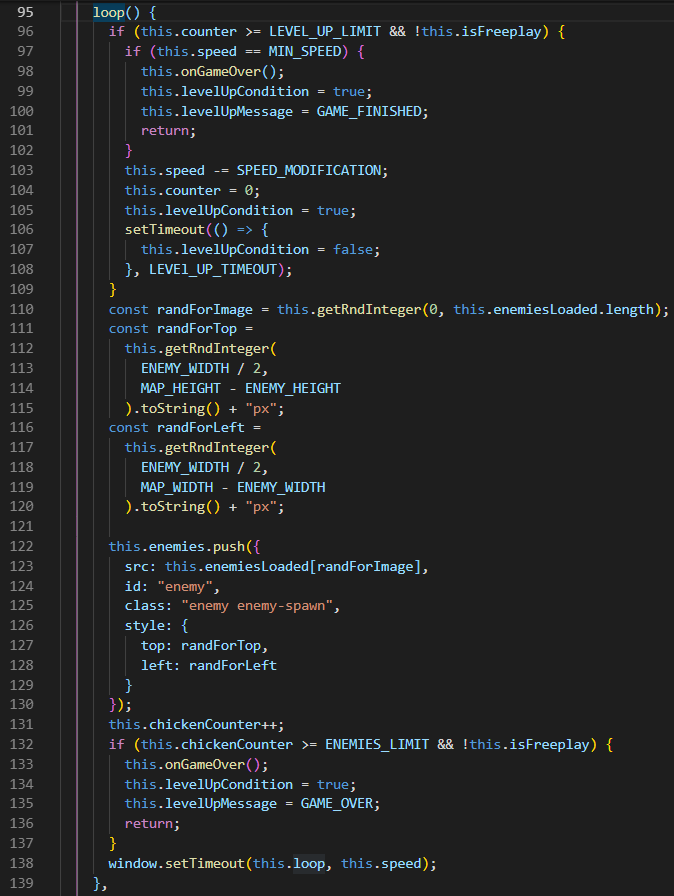 95 loop() {
96 if (this.counter >= LEVEL_UP_LIMIT && !this.isFreeplay) {
97 if (this.speed == MIN_SPEED) {
98 this.onGameOver();
99 this.levelUpCondition = true;
100 this.levelUpMessage = GAME_FINISHED;
101 return;
102 }
103 this.speed -= SPEED_MODIFICATION;
104 this.counter = 0;
105 this.levelUpCondition = true;
106 setTimeout(() => {
107 this.levelUpCondition = false;
108 }, LEVEl_UP_TIMEOUT);
109 }
110 const randForImage = this.getRndInteger(0, this.enemiesLoaded.length);
111 const randForTop =
112 this.getRndInteger(
113 ENEMY_WIDTH / 2,
114 MAP_HEIGHT - ENEMY_HEIGHT
115 ).toString() + "px";
116 const randForLeft =
117 this.getRndInteger(
118 ENEMY_WIDTH / 2,
119 MAP_WIDTH - ENEMY_WIDTH
120 ).toString() + "px";
121
122 this.enemies.push({
123 src: this.enemiesLoaded[randForImage],
124 id: "enemy",
125 class: "enemy enemy-spawn",
126 style: {
127 top: randForTop,
128 left: randForLeft
129 }
130 });
131 this.chickenCounter++;
132 if (this.chickenCounter >= ENEMIES_LIMIT && !this.isFreeplay) {
133 this.onGameOver();
134 this.levelUpCondition = true;
135 this.levelUpMessage = GAME_OVER;
136 return;
137 }
138 window.setTimeout(this.loop, this.speed);
139 },